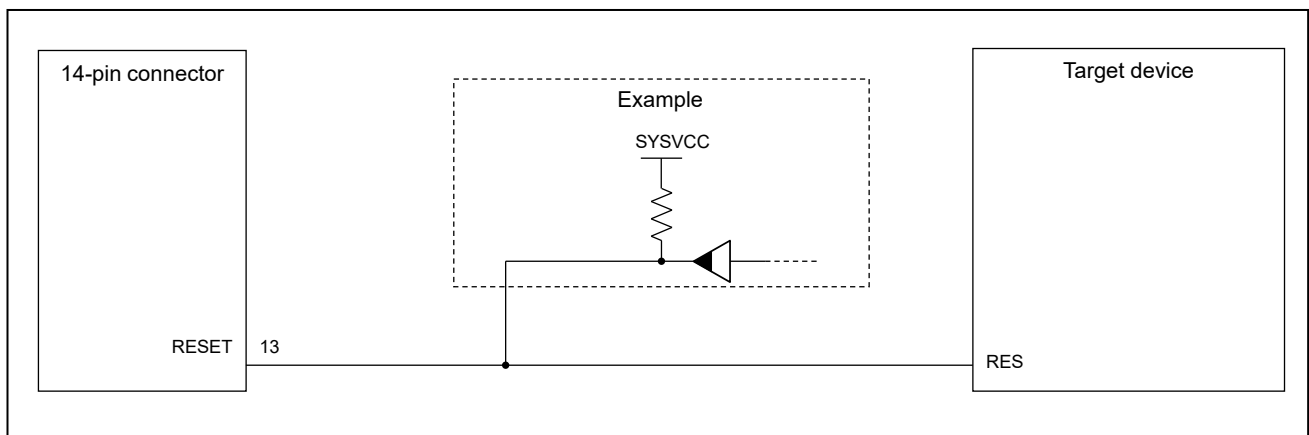 14-pin connector
Target device
Example
SYSVCC
RESET 13
RES